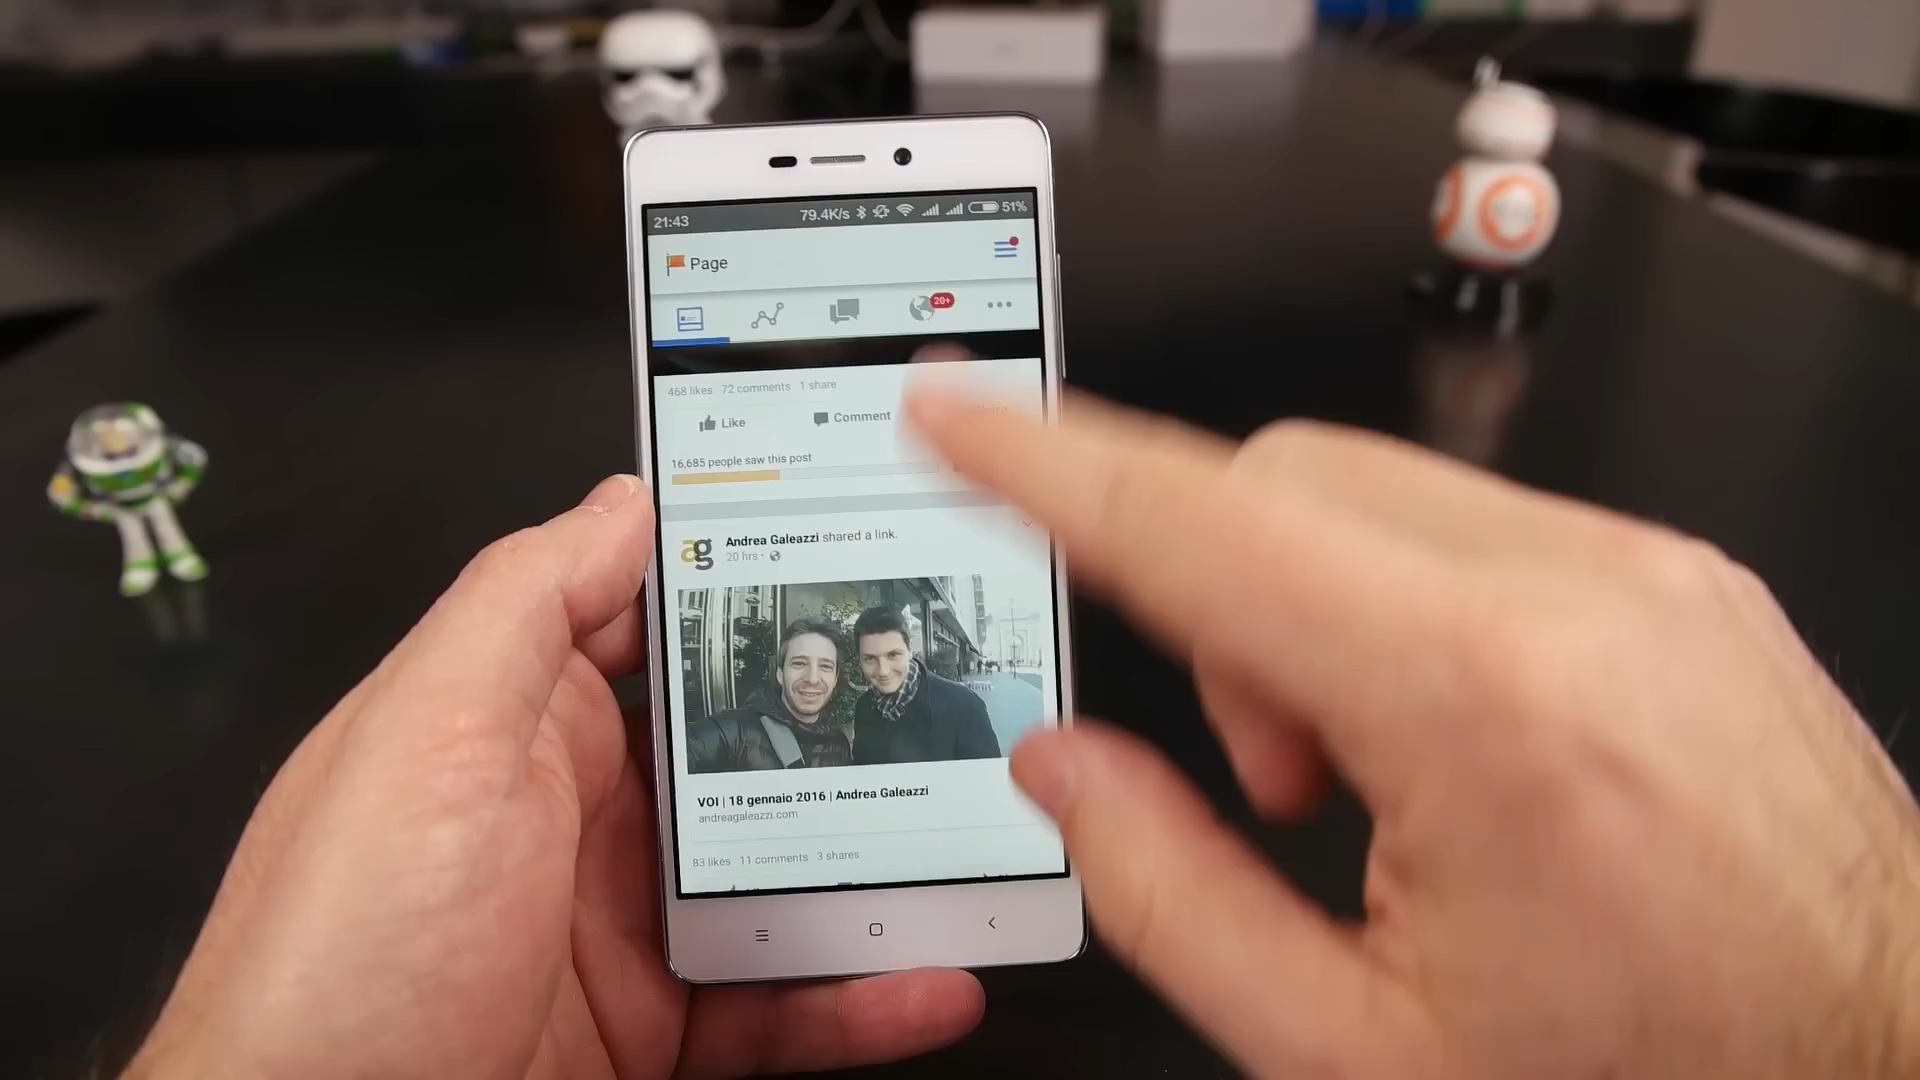 21:43 79.4K/s 51%
Page
20+
468 likes 72 comments 1 share
Like Comment
16,685 people saw this post
ag Andrea Galeazzi shared a link.
20 hrs •
VOI | 18 gennaio 2016 | Andrea Galeazzi
andreagaleazzi.com
83 likes 11 comments 3 shares